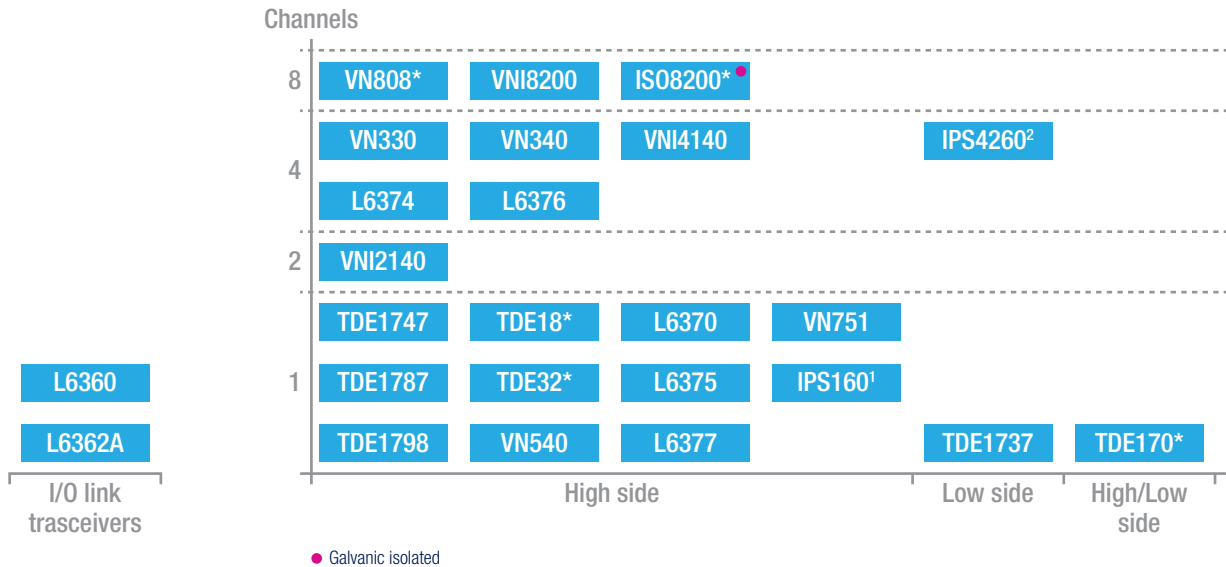 Channels
8 VN808* VNI8200 ISO8200*
VN330 VN340 VNI4140 IPS4260²
4
L6374 L6376
2 VNI2140
TDE1747 TDE18* L6370 VN751
L6360 1 TDE1787 TDE32* L6375 IPS160¹
L6362A TDE1798 VN540 L6377 TDE1737 TDE170*
I/O link High side Low side High/Low
trasceivers side
Galvanic isolated